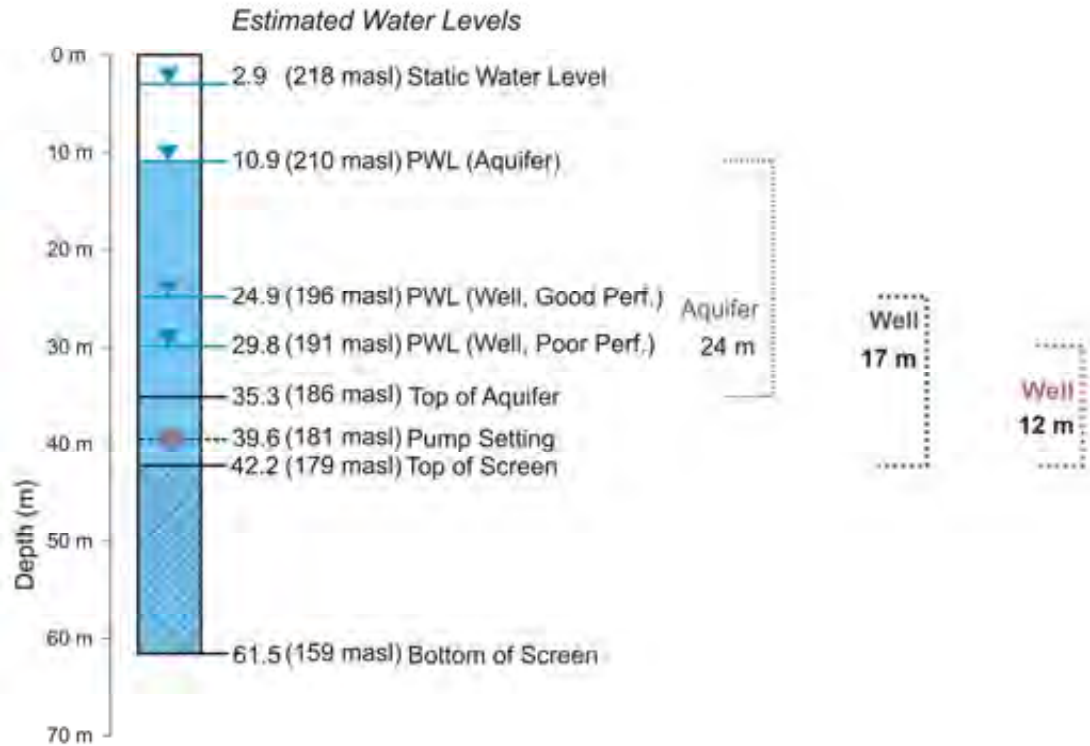 Estimated Water Levels
0 m
2.9 (218 masl) Static Water Level
10 m
10.9 (210 masl) PWL (Aquifer)
20 m
24.9 (196 masl) PWL (Well, Good Perf.)
Aquifer
24 m
Well
17 m
29.8 (191 masl) PWL (Well, Poor Perf.)
30 m
35.3 (186 masl) Top of Aquifer
Well
12 m
39.6 (181 masl) Pump Setting
40 m
42.2 (179 masl) Top of Screen
50 m
60 m
61.5 (159 masl) Bottom of Screen
70 m
Depth (m)